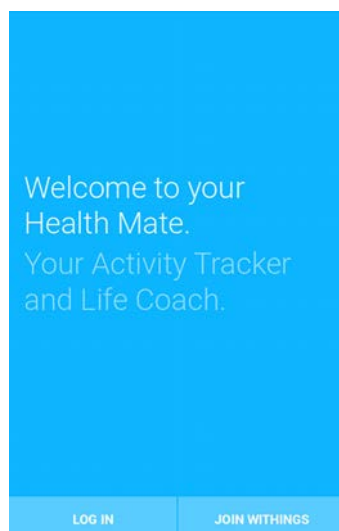 Welcome to your
Health Mate.
Your Activity Tracker
and Life Coach.
LOG IN
JOIN WITHINGS